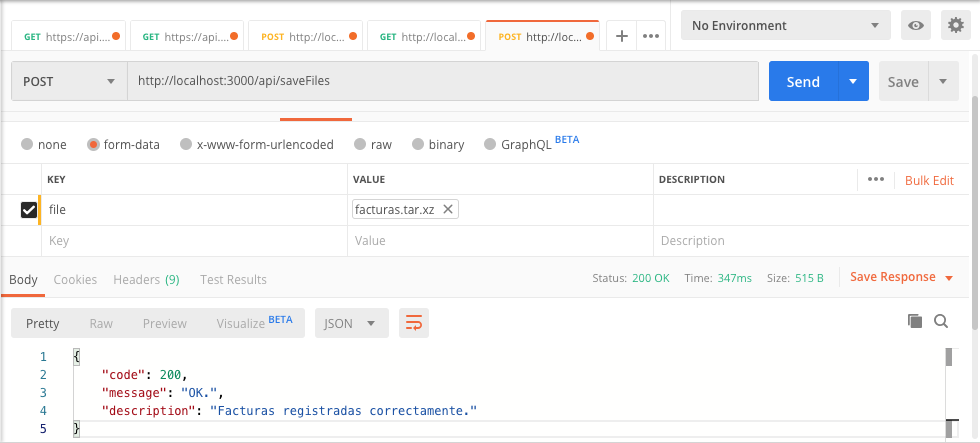 GET https://api.... GET https://api.... POST http://loc... GET http://local... POST http://loc... + ••• No Environment
POST http://localhost:3000/api/saveFiles Send Save
none form-data x-www-form-urlencoded raw binary GraphQL BETA
KEY VALUE DESCRIPTION ••• Bulk Edit
file facturas.tar.xz
Key Value Description
Body Cookies Headers (9) Test Results Status: 200 OK Time: 347ms Size: 515 B Save Response
Pretty Raw Preview Visualize BETA JSON
1 {
2 "code": 200,
3 "message": "OK.",
4 "description": "Facturas registradas correctamente."
5 }